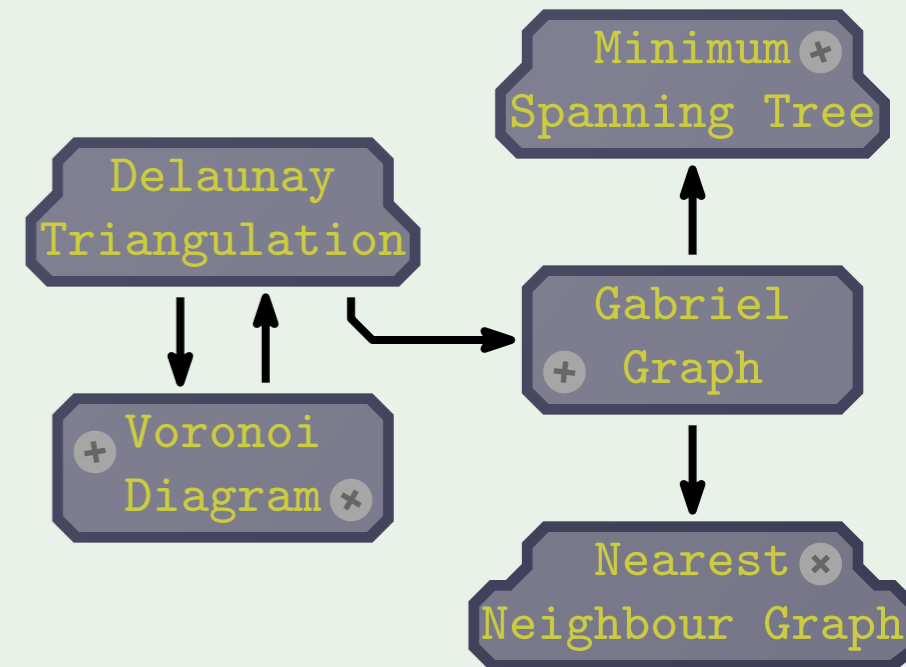 Minimum
Spanning Tree
Delaunay
Triangulation
Gabriel
Graph
Voronoi
Diagram
Nearest
Neighbour Graph